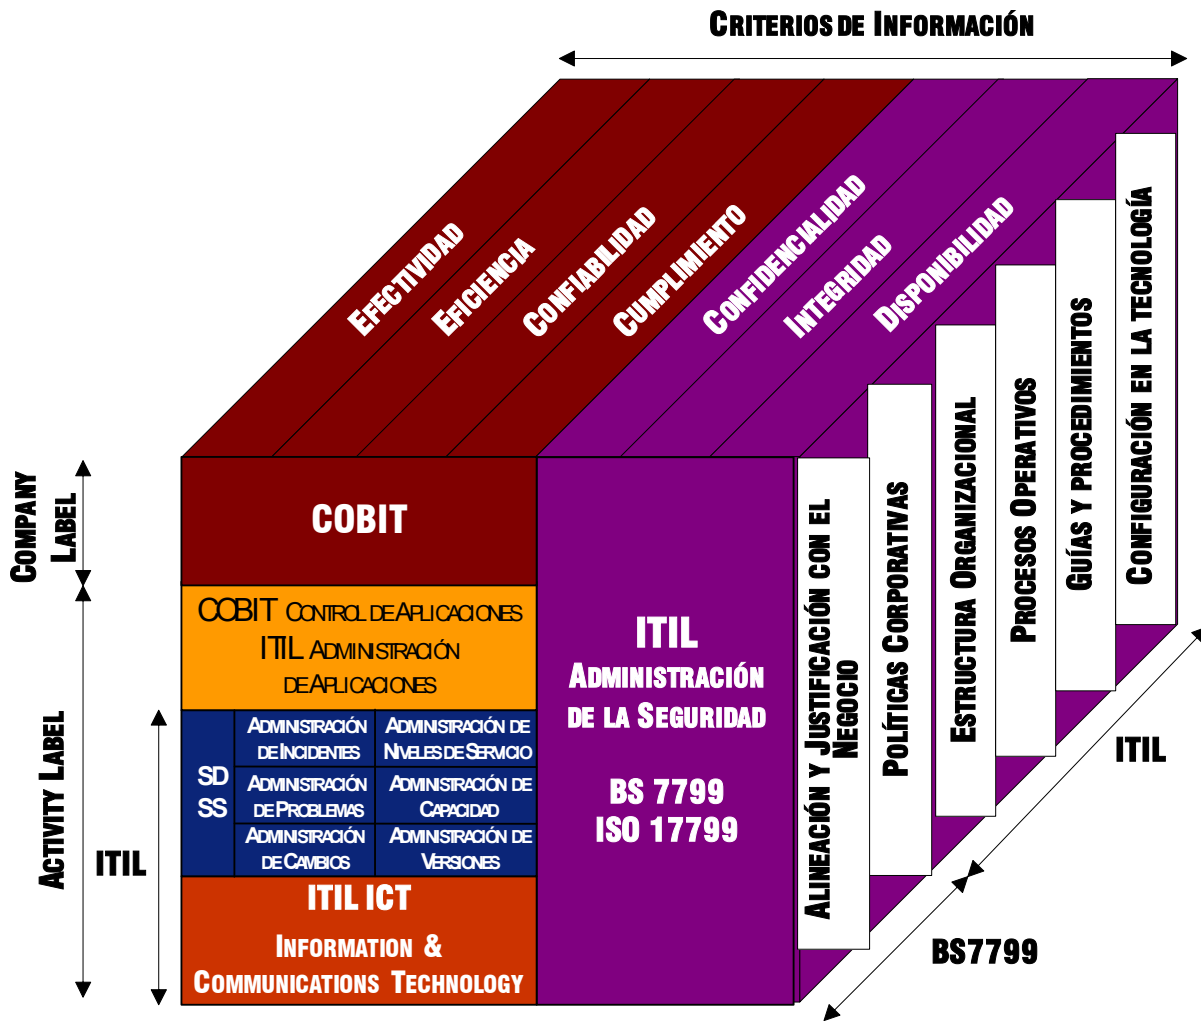 CRITERIOS DE INFORMACIÓN
EFECTIVIDAD
EFICIENCIA
CONFIABILIDAD
CUMPLIMIENTO
CONFIDENCIALIDAD
INTEGRIDAD
DISPONIBILIDAD
COMPANY
LABEL
ACTIVITY LABEL
ITIL
COBIT
COBIT CONTROL DE APLICACIONES
ITIL ADMINISTRACIÓN
DE APLICACIONES
SD
SS
ADMINISTRACIÓN
DE INCIDENTES
ADMINISTRACIÓN DE
NIVELES DE SERVICIO
ADMINISTRACIÓN
DE PROBLEMAS
ADMINISTRACIÓN DE
CAPACIDAD
ADMINISTRACIÓN
DE CAMBIOS
ADMINISTRACIÓN DE
VERSIONES
ITIL ICT
INFORMATION &
COMMUNICATIONS TECHNOLOGY
ITIL
ADMINISTRACIÓN
DE LA SEGURIDAD
BS 7799
ISO 17799
ALINEACIÓN Y JUSTIFICACIÓN CON EL
NEGOCIO
POLÍTICAS CORPORATIVAS
ESTRUCTURA ORGANIZACIONAL
PROCESOS OPERATIVOS
GUÍAS Y PROCEDIMIENTOS
CONFIGURACIÓN EN LA TECNOLOGÍA
ITIL
BS7799